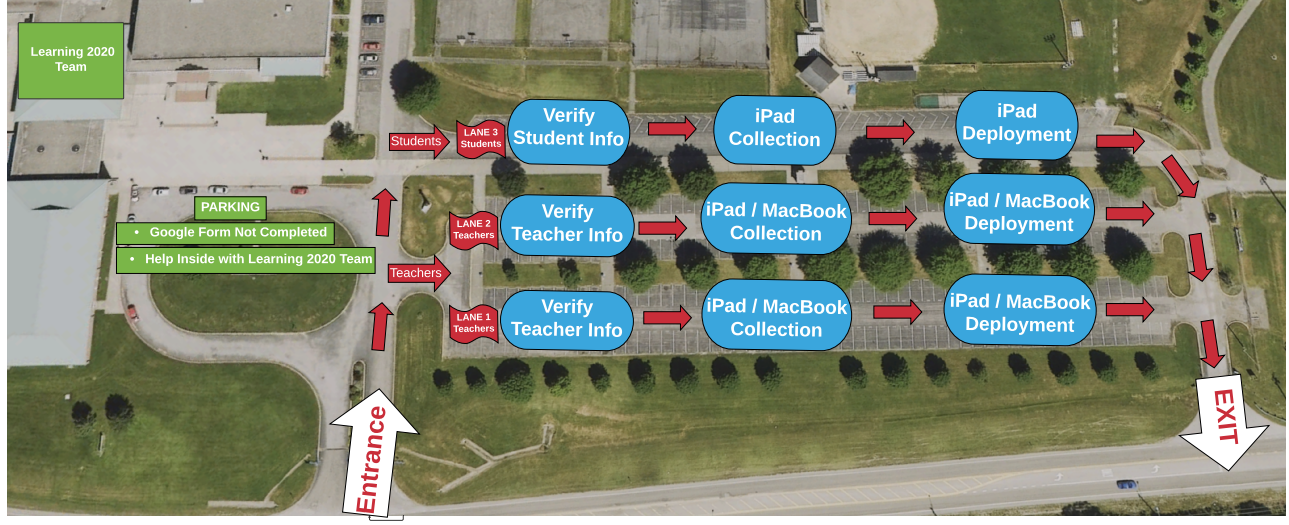 Learning 2020
Team
Students
LANE 3
Students
Verify
Student Info
iPad
Collection
iPad
Deployment
PARKING
• Google Form Not Completed
• Help Inside with Learning 2020 Team
LANE 2
Teachers
Verify
Teacher Info
iPad / MacBook
Collection
iPad / MacBook
Deployment
Teachers
LANE 1
Teachers
Verify
Teacher Info
iPad / MacBook
Collection
iPad / MacBook
Deployment
Entrance
EXIT